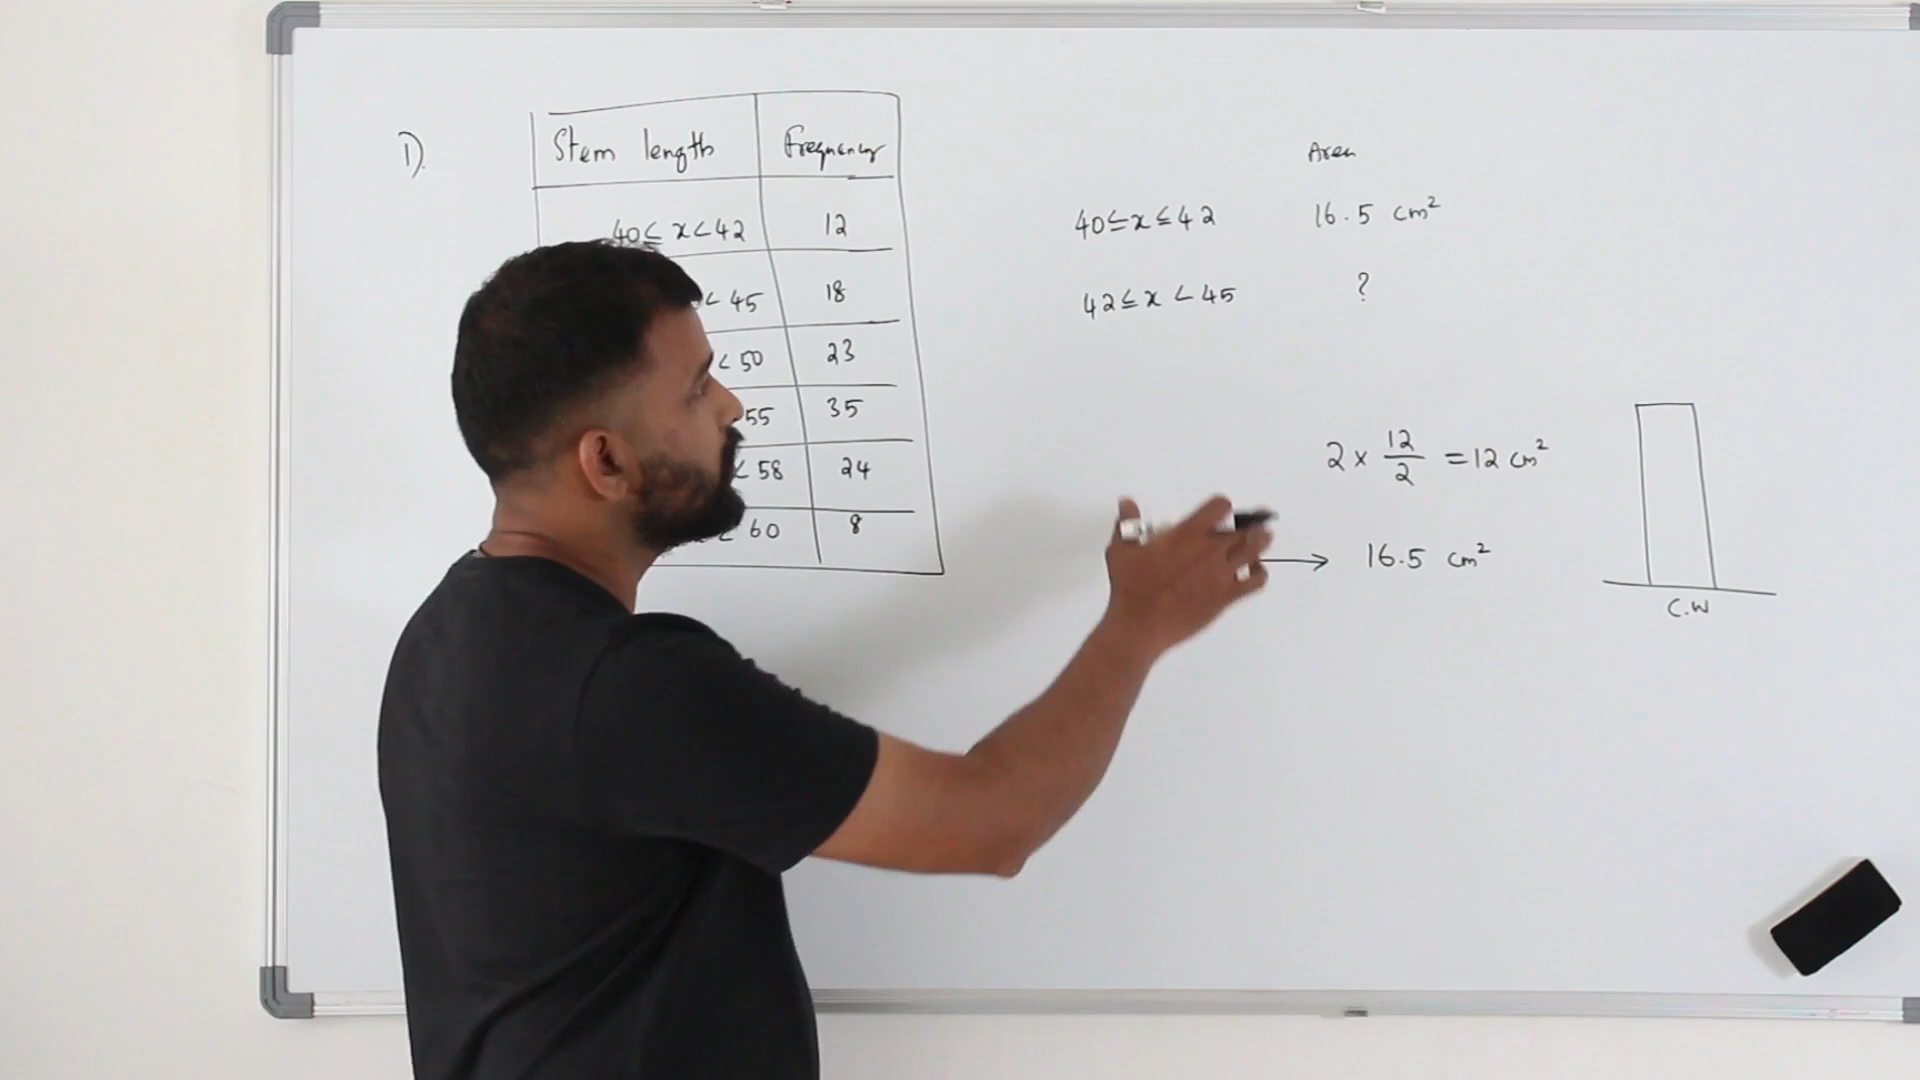 1).
Stem length Frequency
40 ≤ x < 42 12
< 45 18
< 50 23
55 35
< 58 24
< 60 8
Area
40 ≤ x ≤ 42 16.5 cm²
42 ≤ x < 45 ?
2 × 12/2 = 12 cm²
→ 16.5 cm²
C.W